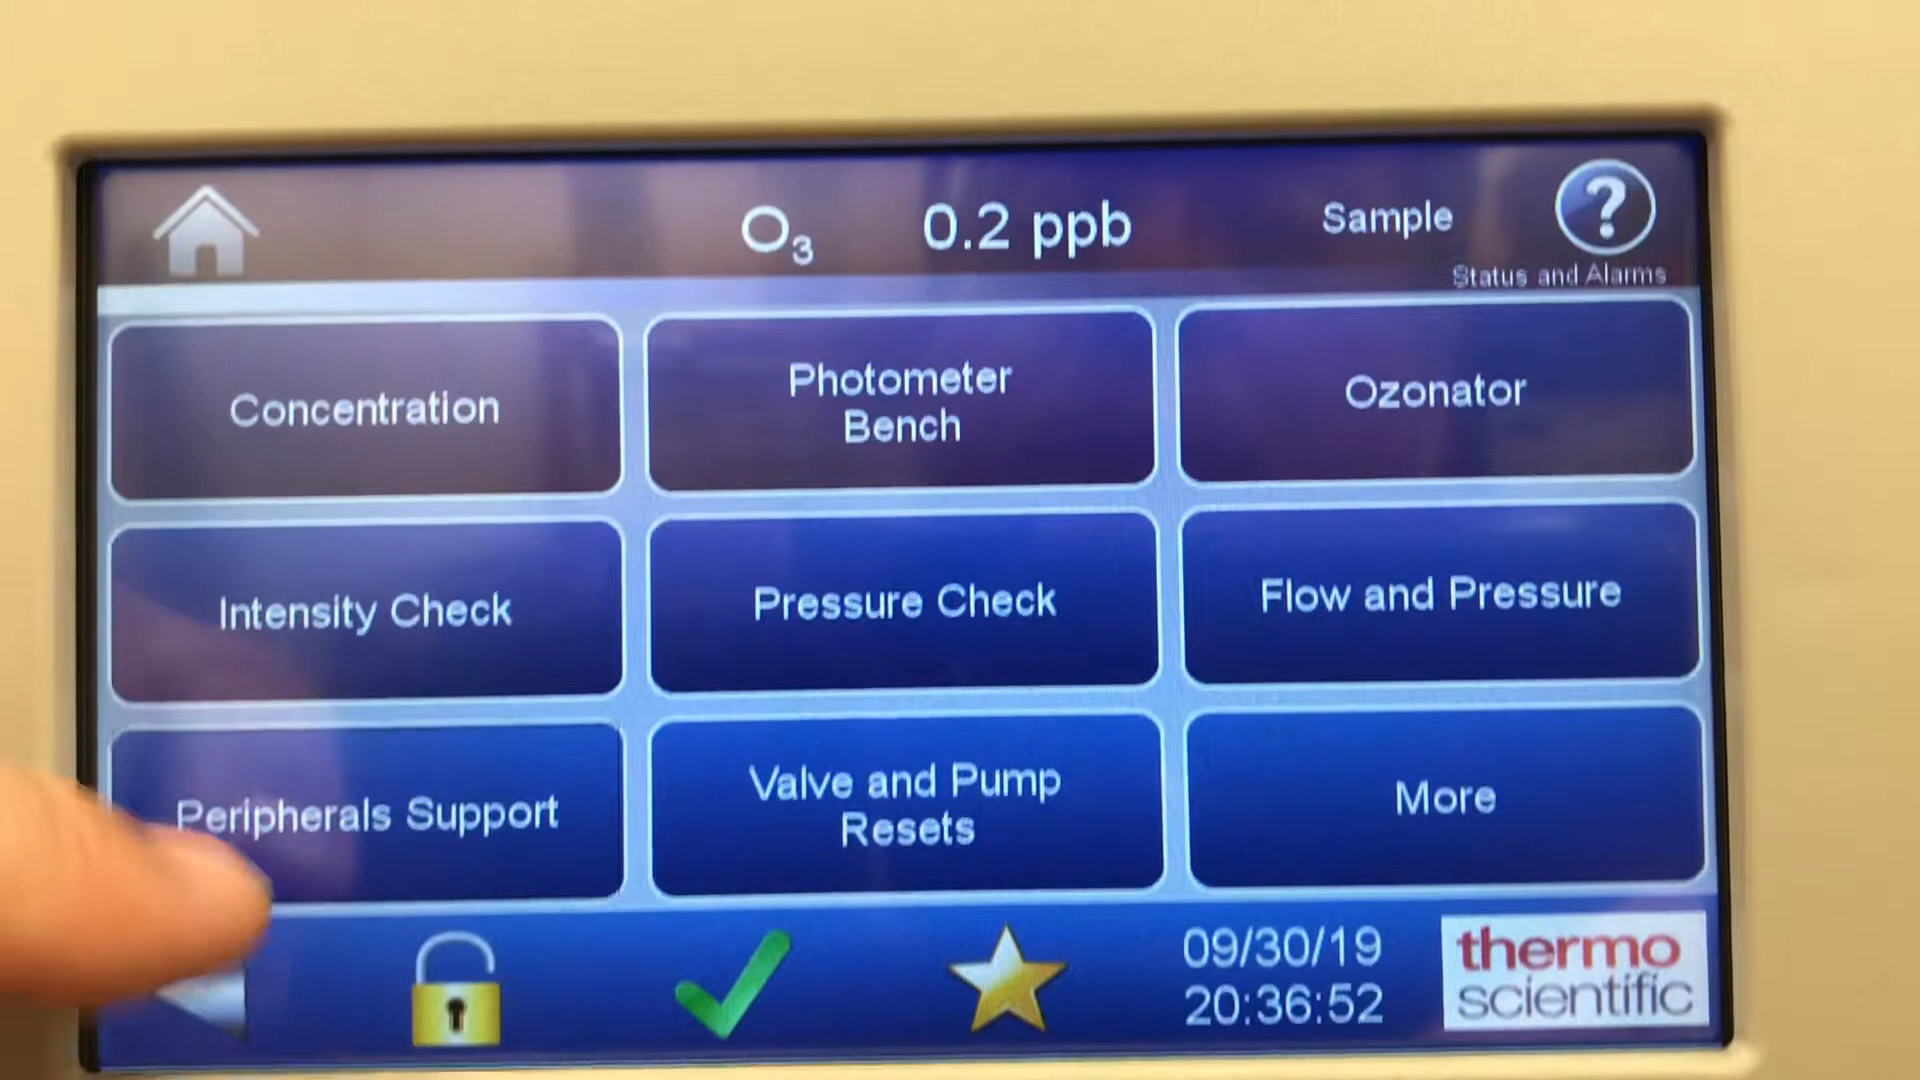 O₃ 0.2 ppb Sample ?
Status and Alarms
Concentration
Photometer
Bench
Ozonator
Intensity Check
Pressure Check
Flow and Pressure
Peripherals Support
Valve and Pump
Resets
More
09/30/19
20:36:52
thermo
scientific